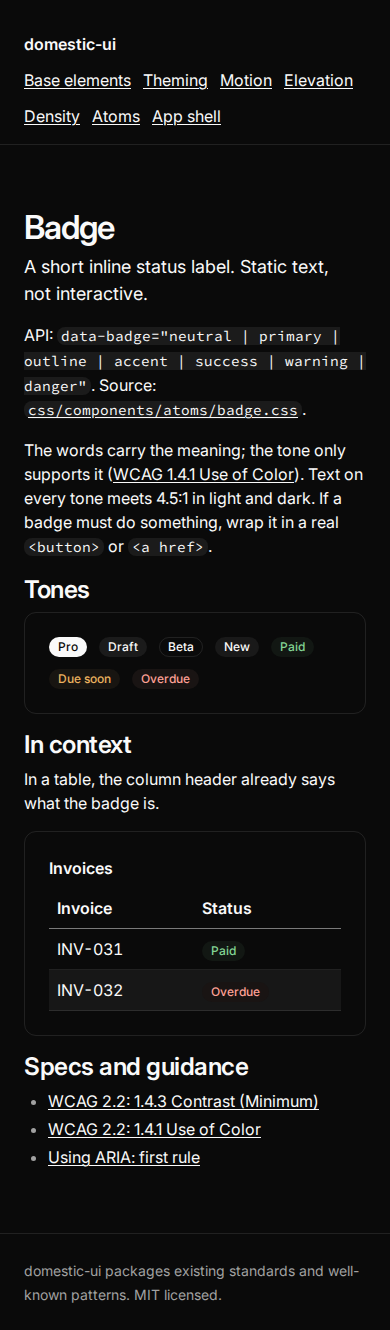 domestic-ui
Base elements Theming Motion Elevation
Density Atoms App shell
Badge
A short inline status label. Static text,
not interactive.
API: data-badge="neutral | primary |
outline | accent | success | warning |
danger". Source:
css/components/atoms/badge.css.
The words carry the meaning; the tone only
supports it (WCAG 1.4.1 Use of Color). Text on
every tone meets 4.5:1 in light and dark. If a
badge must do something, wrap it in a real
<button> or <a href>.
Tones
Pro Draft Beta New Paid
Due soon Overdue
In context
In a table, the column header already says
what the badge is.
Invoices
Invoice Status
INV-031 Paid
INV-032 Overdue
Specs and guidance
• WCAG 2.2: 1.4.3 Contrast (Minimum)
• WCAG 2.2: 1.4.1 Use of Color
• Using ARIA: first rule
domestic-ui packages existing standards and well-
known patterns. MIT licensed.